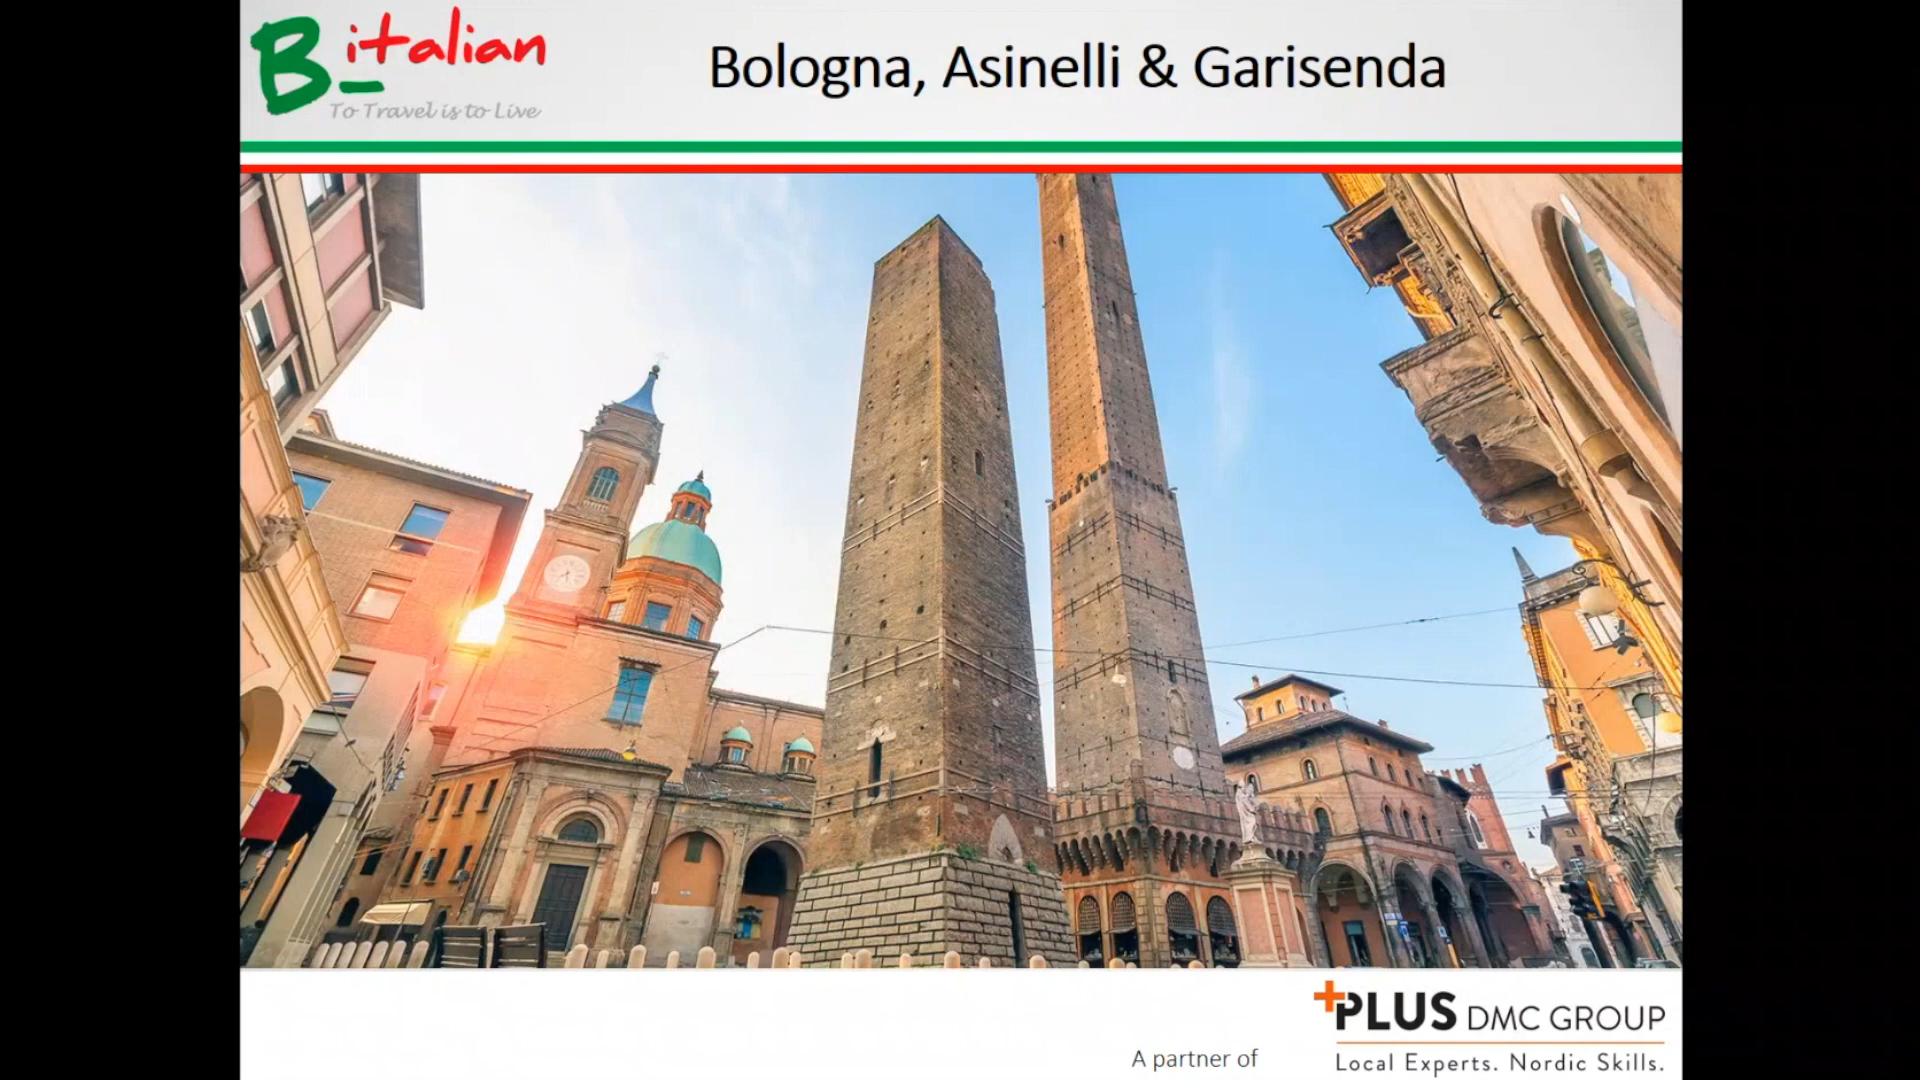 B_italian
To Travel is to Live
Bologna, Asinelli & Garisenda
A partner of
PLUS DMC GROUP
Local Experts. Nordic Skills.